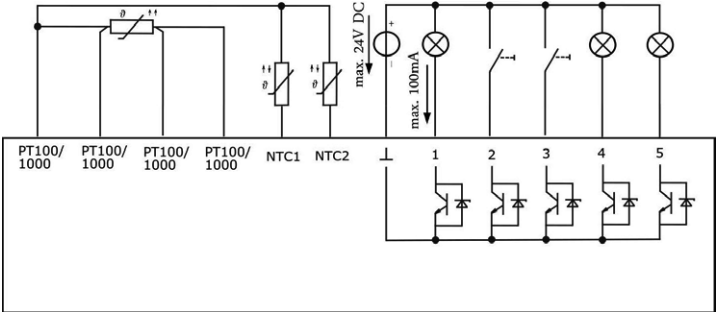 max. 24V DC
+
−
max. 100mA
ϑ
ϑ
ϑ
PT100/
1000
PT100/
1000
PT100/
1000
PT100/
1000
NTC1
NTC2
⊥
1
2
3
4
5